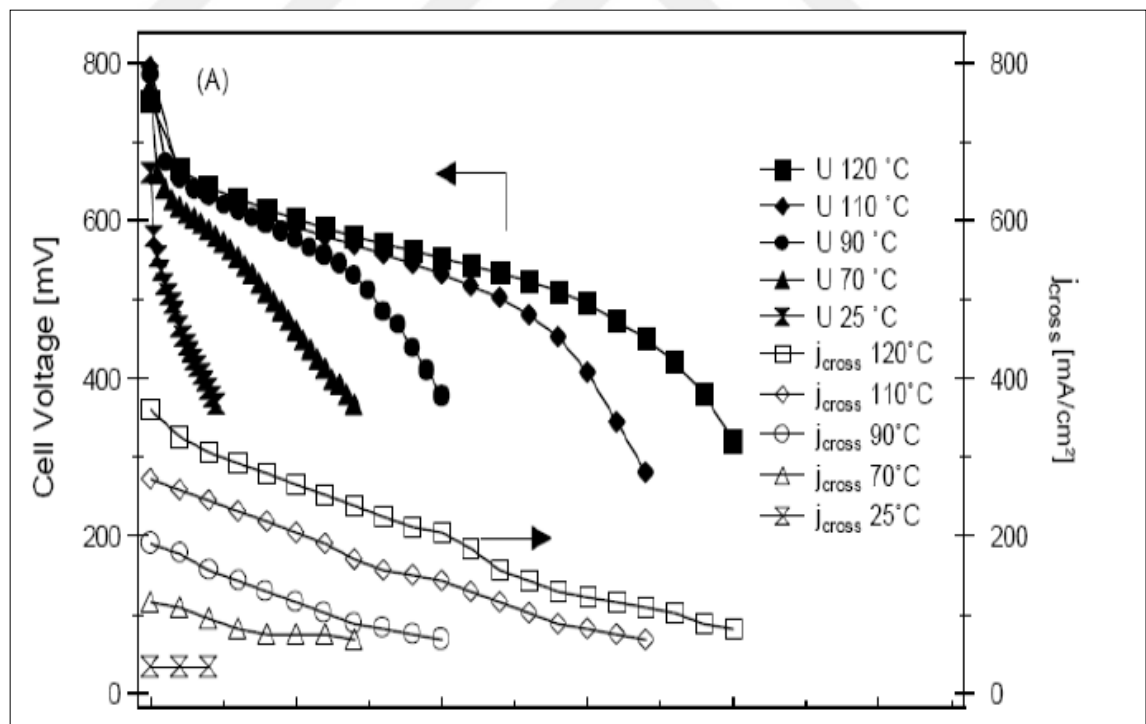 (A)
800
600
400
200
0
Cell Voltage [mV]
U 120 °C
U 110 °C
U 90 °C
U 70 °C
U 25 °C
jcross 120°C
jcross 110°C
jcross 90°C
jcross 70°C
jcross 25°C
800
600
400
200
0
jcross [mA/cm²]